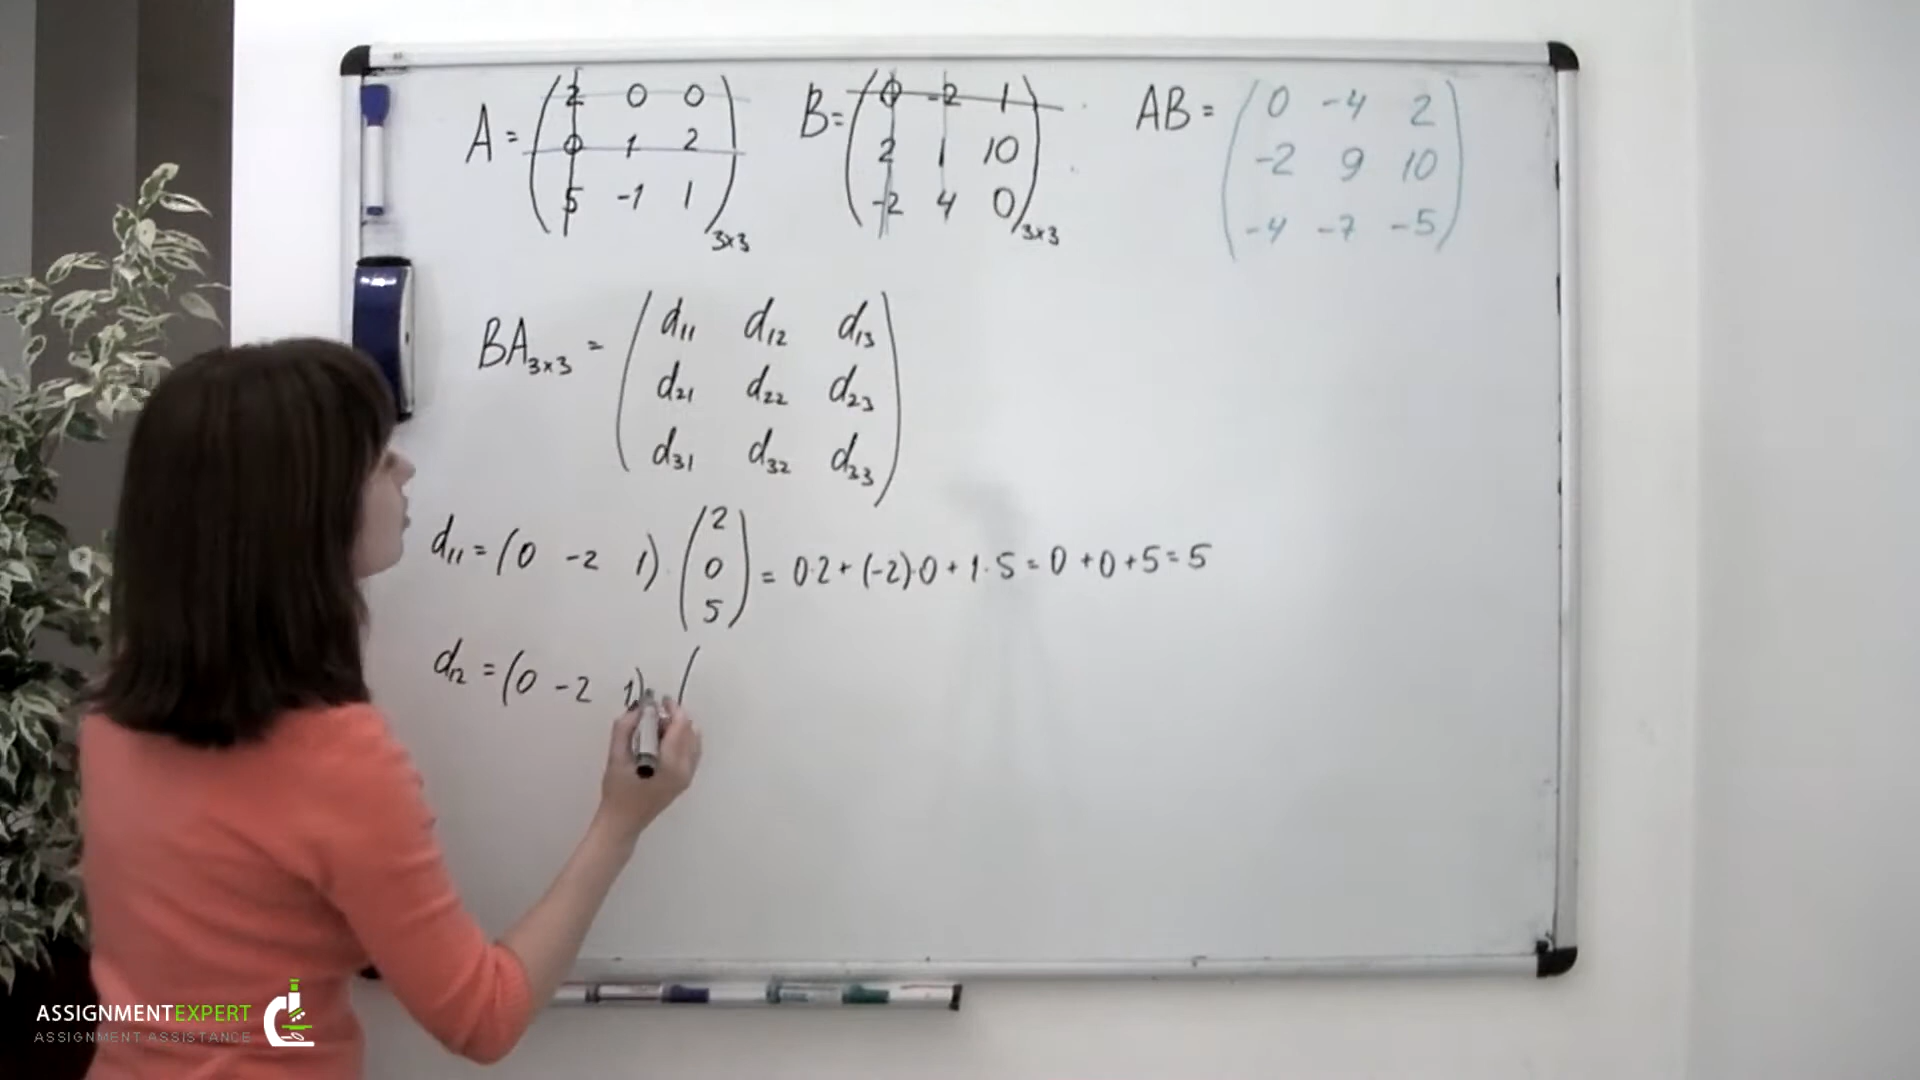 A = ( 2 0 0 B = ( 0 -2 1 AB = ( 0 -4 2
0 1 2 2 1 10 -2 9 10
5 -1 1 )3x3 -2 4 0 )3x3 -4 -7 -5 )
BA3x3 = ( d11 d12 d13
d21 d22 d23
d31 d32 d33 )
d11 = (0 -2 1) · ( 2 0 5 ) = 0·2 + (-2)·0 + 1·5 = 0 + 0 + 5 = 5
d12 = (0 -2 1) (
ASSIGNMENTEXPERT
ASSIGNMENT ASSISTANCE